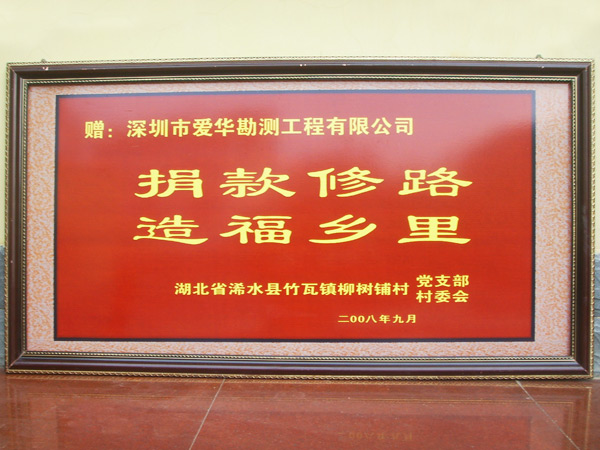 赠：深圳市爱华勘测工程有限公司
捐款修路
造福乡里
湖北省浠水县竹瓦镇柳树铺村 党支部
村委会
二00八年九月